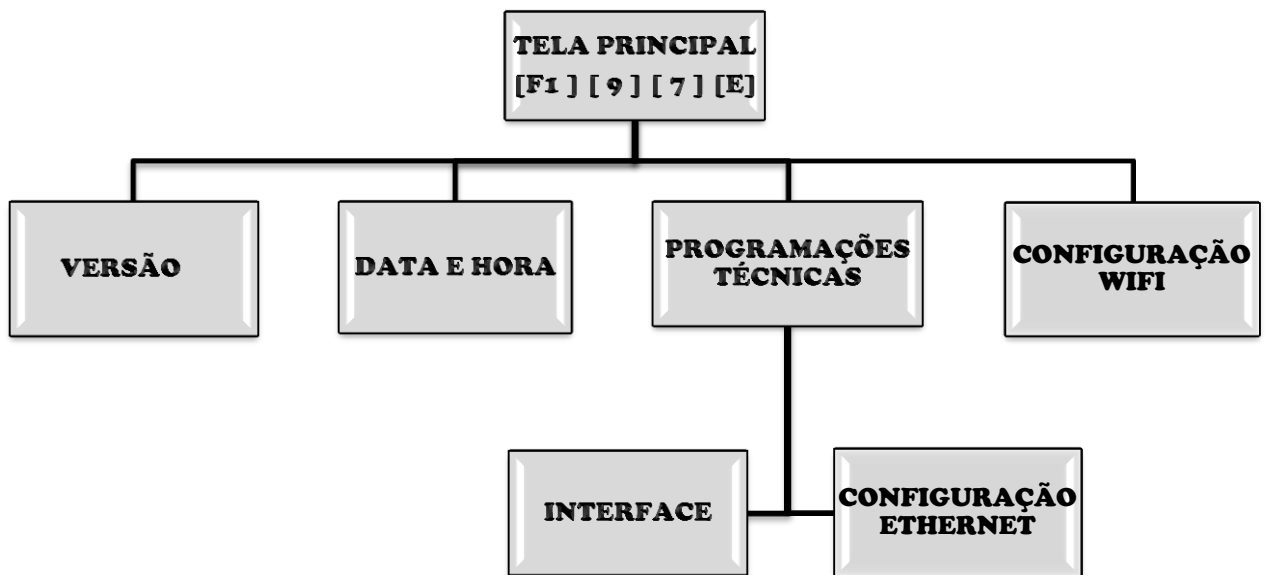 TELA PRINCIPAL
[F1 ] [ 9 ] [ 7 ] [E]
VERSÃO
DATA E HORA
PROGRAMAÇÕES
TÉCNICAS
CONFIGURAÇÃO
WIFI
INTERFACE
CONFIGURAÇÃO
ETHERNET